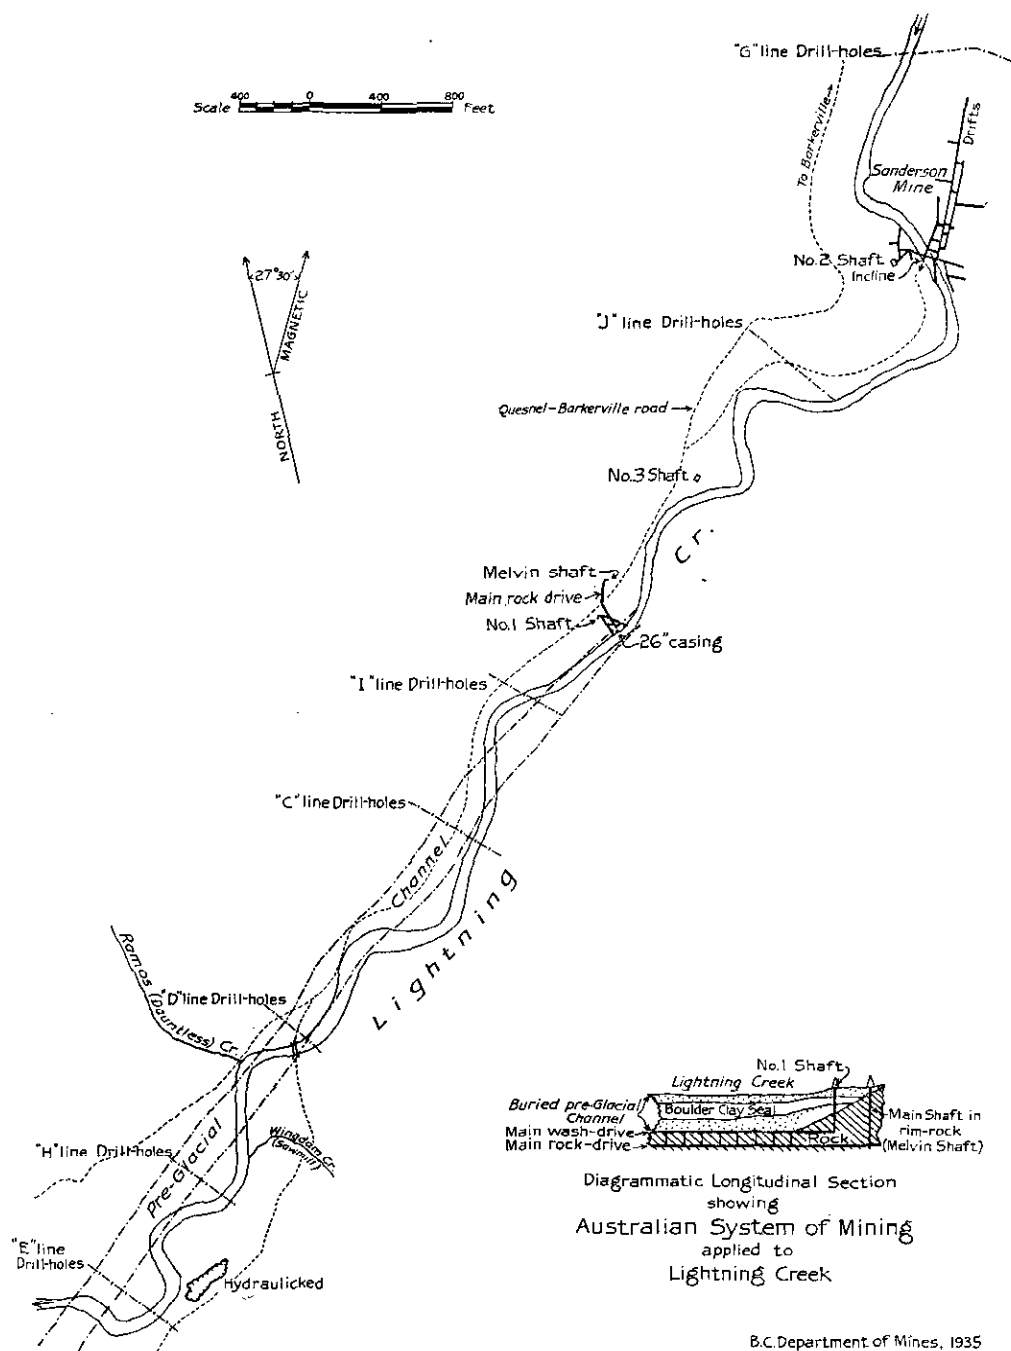 "G" line Drill-holes
400 0 400 800
Scale Feet
To Barkerville
Drifts
Sanderson
Mine
No.2 Shaft
Incline
27°30'
MAGNETIC
NORTH
"J" line Drill-holes
Quesnel-Barkerville road
No.3 Shaft
Cr.
Melvin shaft
Main rock drive
No.1 Shaft
26" casing
"I" line Drill-holes
"C" line Drill-holes
Channel
Lightning
Ramos (Dauntless) Cr.
"D" line Drill-holes
Pre-Glacial
"H" line Drill-holes
Wingdam Cr.
(Sawmill)
"E" line
Drill-holes
Hydraulicked
No.1 Shaft
Lightning Creek
Buried pre-Glacial
Channel
Boulder Clay Seal
Main wash-drive
Main rock-drive
Rock
Main Shaft in
rim-rock
(Melvin Shaft)
Diagrammatic Longitudinal Section
showing
Australian System of Mining
applied to
Lightning Creek
B.C. Department of Mines, 1935